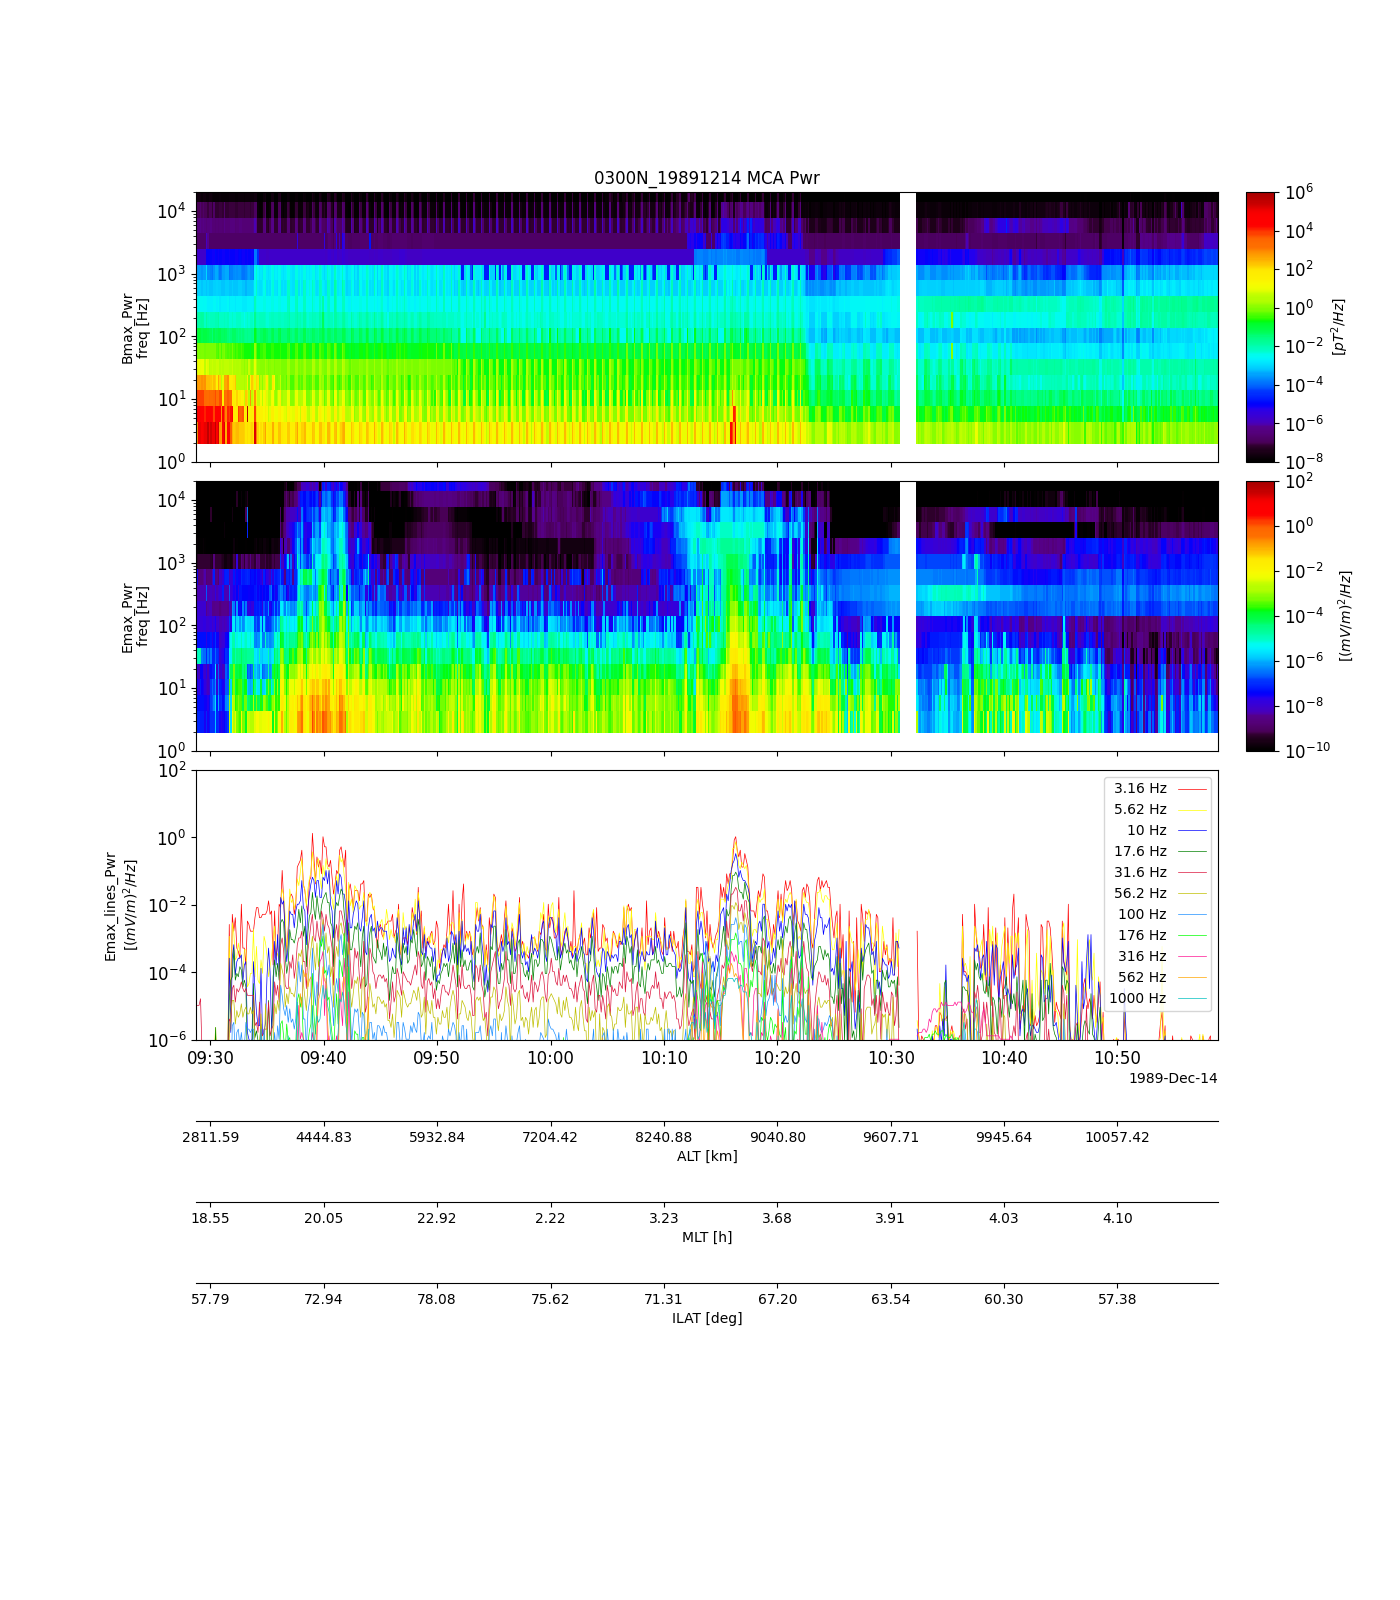 0300N_19891214 MCA Pwr
10^4
10^3
10^2
10^1
10^0
Bmax_Pwr
freq [Hz]
10^6
10^4
10^2
10^0
10^-2
10^-4
10^-6
10^-8
[pT^2/Hz]
10^4
10^3
10^2
10^1
10^0
Emax_Pwr
freq [Hz]
10^2
10^0
10^-2
10^-4
10^-6
10^-8
10^-10
[(mV/m)^2/Hz]
10^2
10^0
10^-2
10^-4
10^-6
Emax_lines_Pwr
[(mV/m)^2/Hz]
3.16 Hz
5.62 Hz
10 Hz
17.6 Hz
31.6 Hz
56.2 Hz
100 Hz
176 Hz
316 Hz
562 Hz
1000 Hz
09:30 09:40 09:50 10:00 10:10 10:20 10:30 10:40 10:50
1989-Dec-14
2811.59 4444.83 5932.84 7204.42 8240.88 9040.80 9607.71 9945.64 10057.42
ALT [km]
18.55 20.05 22.92 2.22 3.23 3.68 3.91 4.03 4.10
MLT [h]
57.79 72.94 78.08 75.62 71.31 67.20 63.54 60.30 57.38
ILAT [deg]